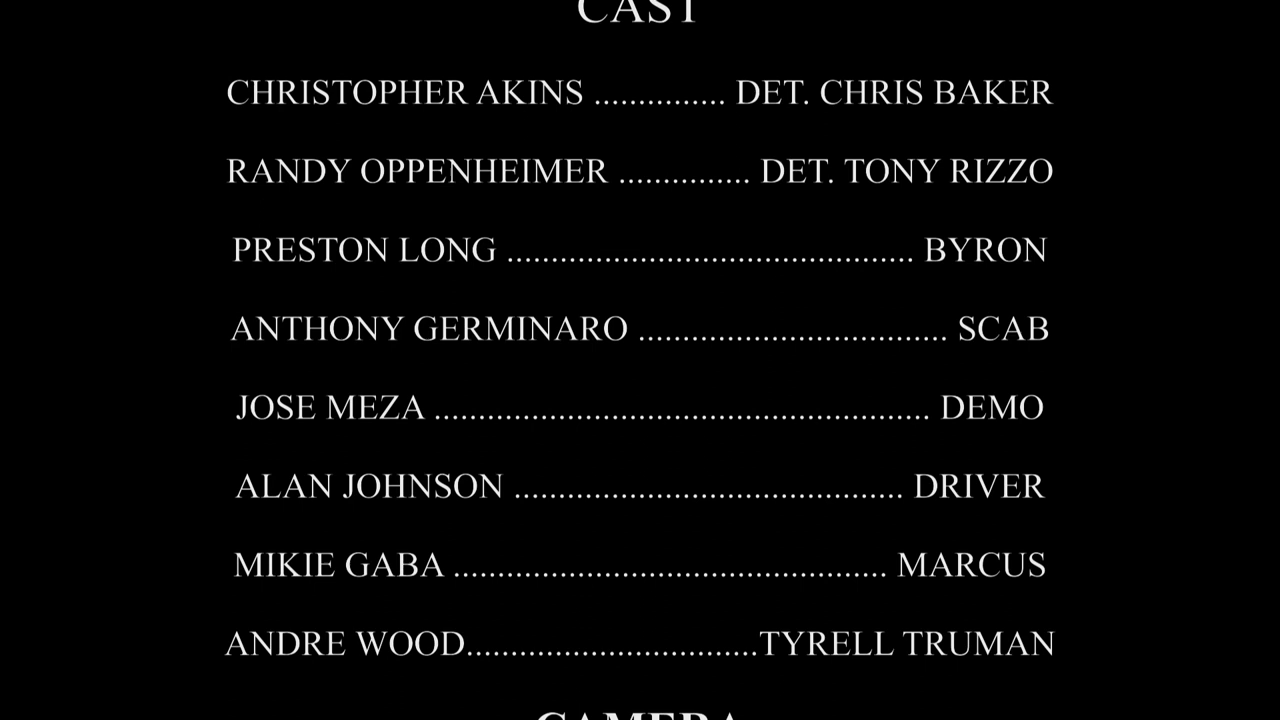 CAST
CHRISTOPHER AKINS ............... DET. CHRIS BAKER
RANDY OPPENHEIMER ............... DET. TONY RIZZO
PRESTON LONG .............................................. BYRON
ANTHONY GERMINARO ................................... SCAB
JOSE MEZA ........................................................ DEMO
ALAN JOHNSON ............................................ DRIVER
MIKIE GABA ................................................. MARCUS
ANDRE WOOD.................................TYRELL TRUMAN
CAMERA